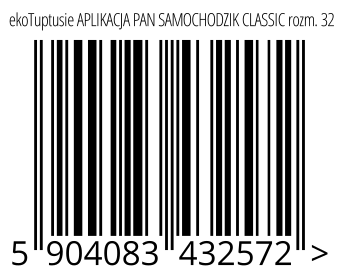 ekoTuptusie APLIKACJA PAN SAMOCHODZIK CLASSIC rozm. 32
5 904083 432572 >